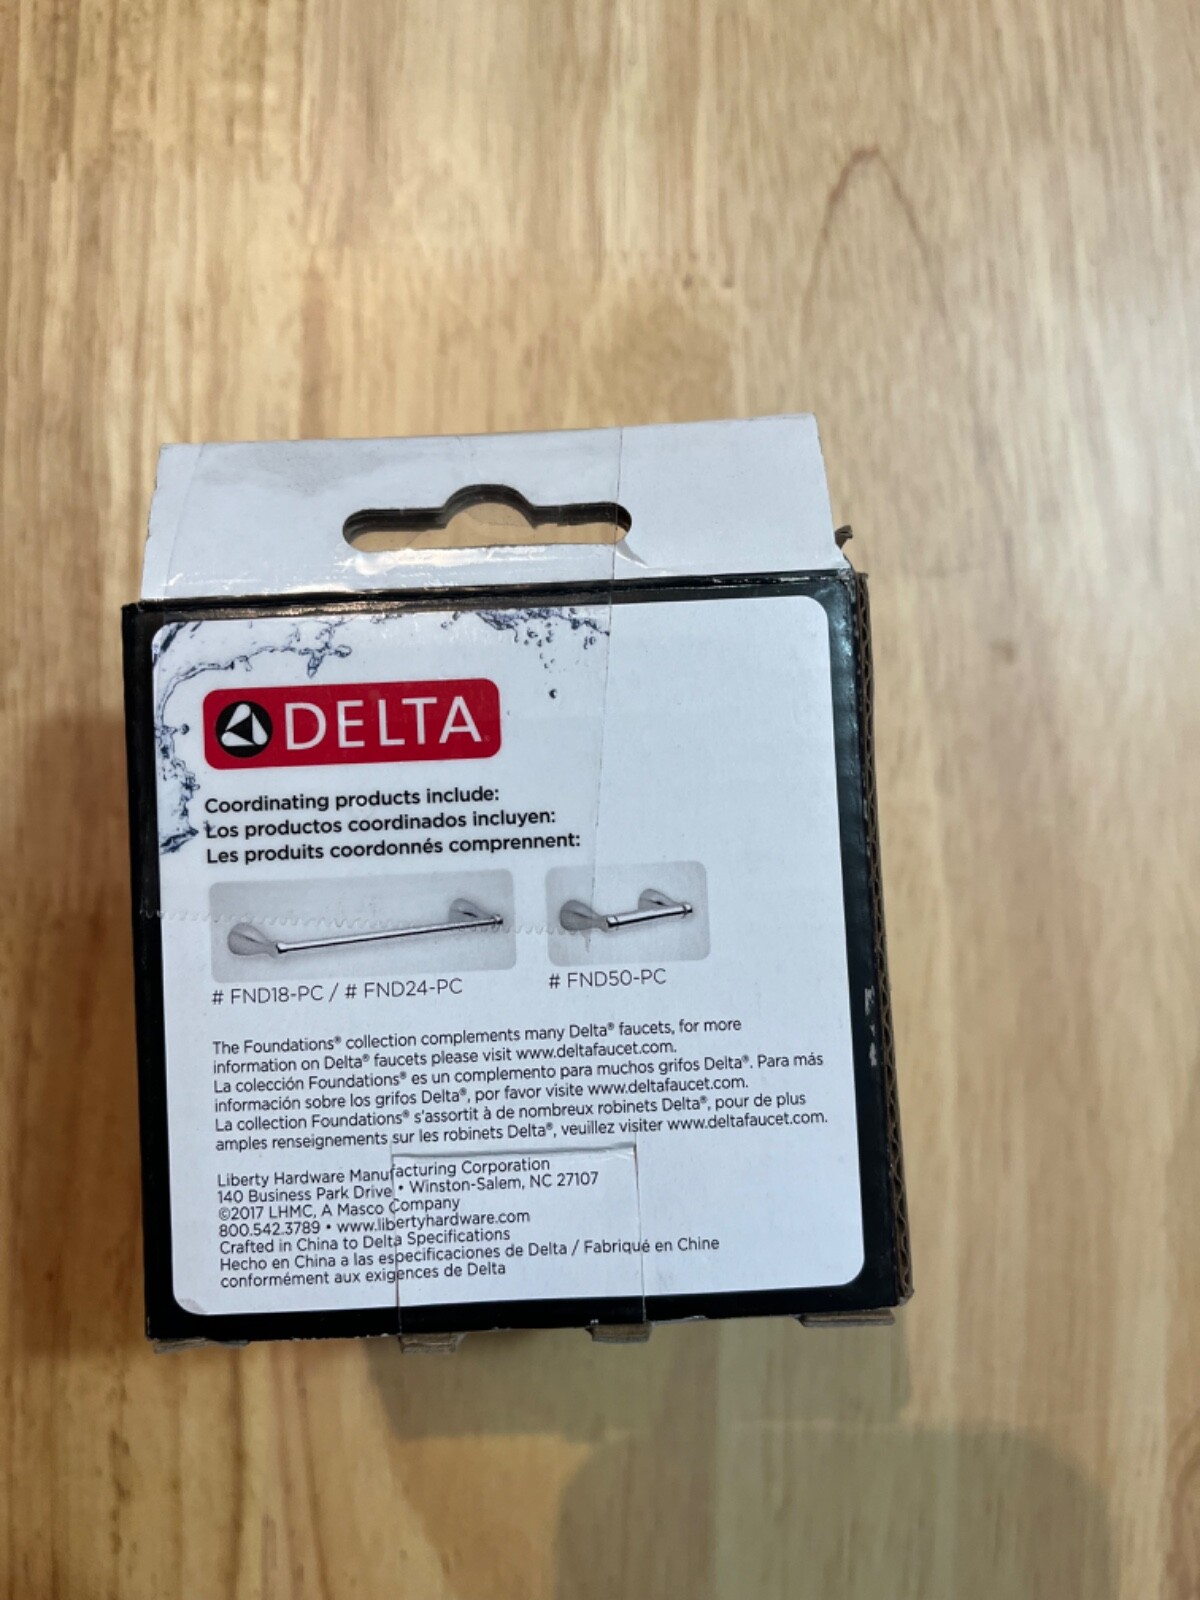 DELTA
Coordinating products include:
Los productos coordinados incluyen:
Les produits coordonnés comprennent:
# FND18-PC / # FND24-PC
# FND50-PC
The Foundations® collection complements many Delta® faucets, for more
information on Delta® faucets please visit www.deltafaucet.com.
La colección Foundations® es un complemento para muchos grifos Delta®. Para más
información sobre los grifos Delta®, por favor visite www.deltafaucet.com.
La collection Foundations® s'assortit à de nombreux robinets Delta®, pour de plus
amples renseignements sur les robinets Delta®, veuillez visiter www.deltafaucet.com.
Liberty Hardware Manufacturing Corporation
140 Business Park Drive • Winston-Salem, NC 27107
©2017 LHMC, A Masco Company
800.542.3789 • www.libertyhardware.com
Crafted in China to Delta Specifications
Hecho en China a las especificaciones de Delta / Fabriqué en Chine
conformément aux exigences de Delta